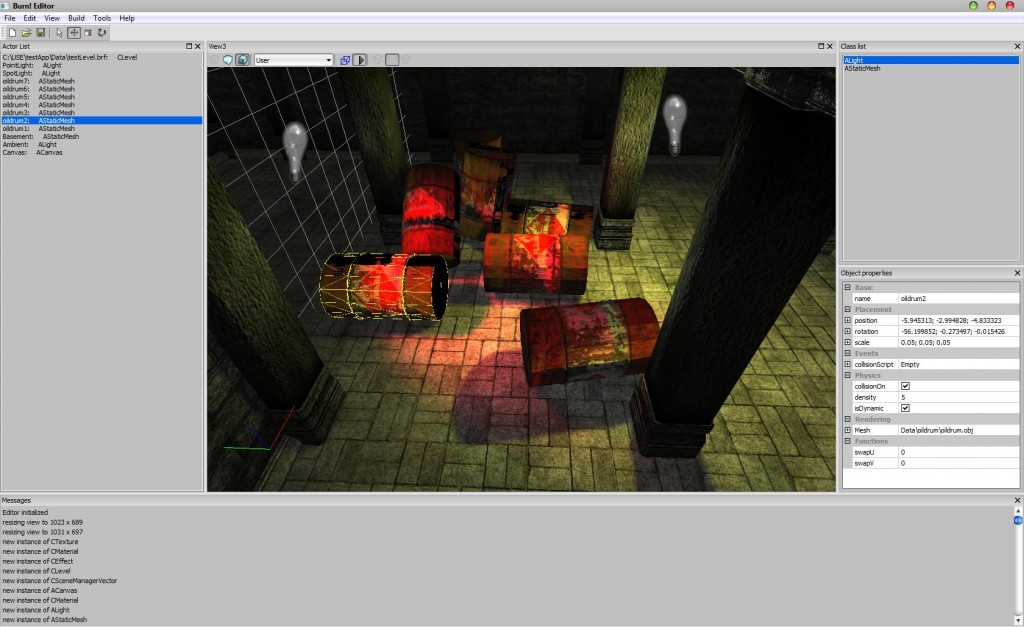 Burn! Editor
File Edit View Build Tools Help
Actor List
C:\USE\testApp\Data\testLevel.brf: CLevel
PointLight: ALight
SpotLight: ALight
oildrum7: AStaticMesh
oildrum6: AStaticMesh
oildrum5: AStaticMesh
oildrum4: AStaticMesh
oildrum3: AStaticMesh
oildrum2: AStaticMesh
oildrum1: AStaticMesh
Basement: AStaticMesh
Ambient: ALight
Canvas: ACanvas
View3
User
Class list
ALight
AStaticMesh
Object properties
Basic
name oildrum2
Placement
position -5.945313; -2.994828; -4.833323
rotation -56.199852; -0.273497; -0.015426
scale 0.05; 0.05; 0.05
Events
collisionScript Empty
Physics
collisionOn
density 5
isDynamic
Rendering
Mesh Data\oildrum\oildrum.obj
Functions
swapU 0
swapV 0
Messages
Editor initialized
resizing view to 1023 x 689
resizing view to 1031 x 697
new instance of CTexture
new instance of CMaterial
new instance of CEffect
new instance of CLevel
new instance of CSceneManagerVector
new instance of ACanvas
new instance of CMaterial
new instance of ALight
new instance of AStaticMesh